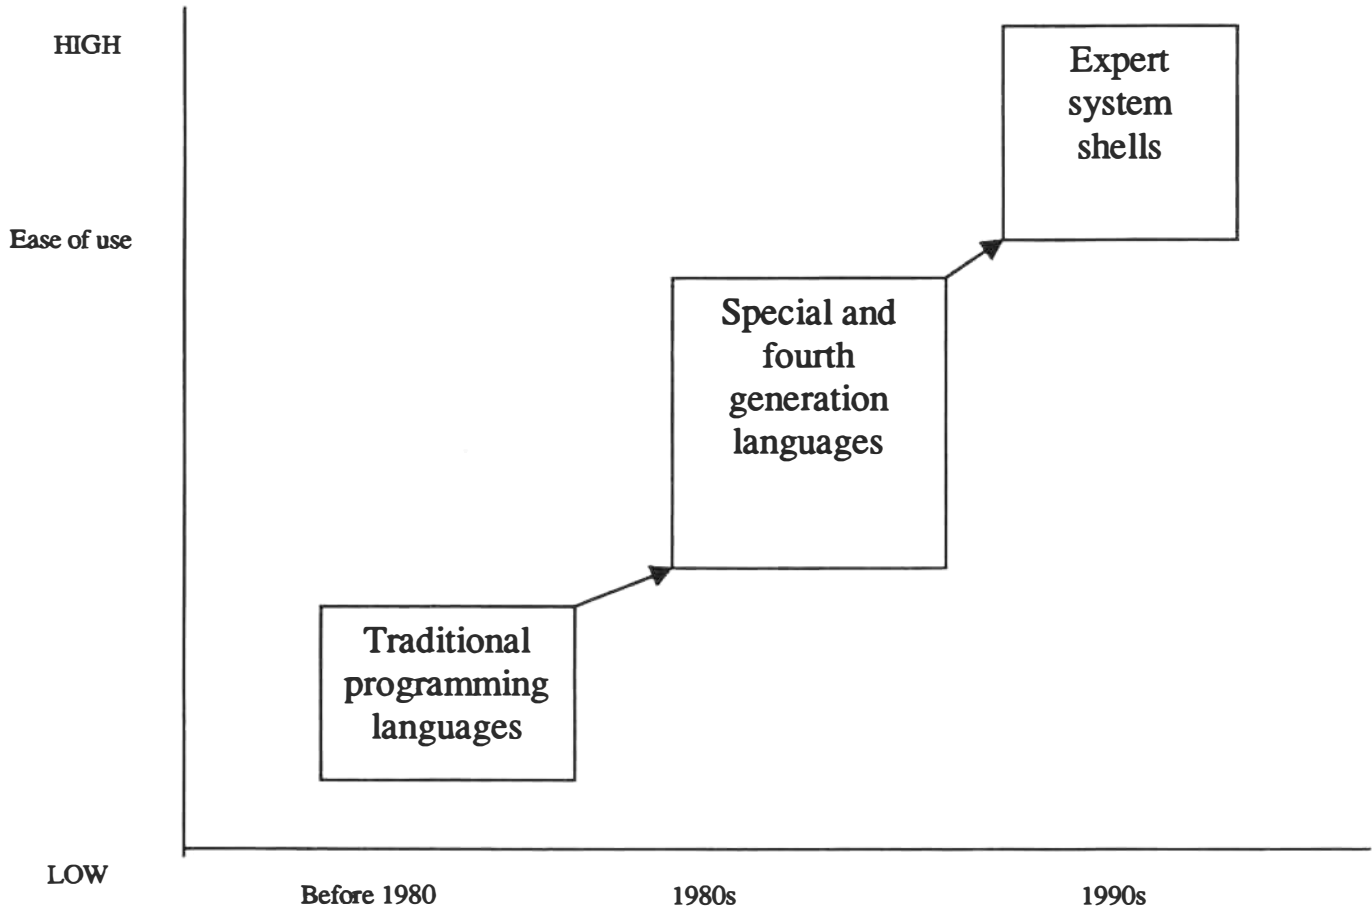 HIGH
Expert
system
shells
Ease of use
Special and
fourth
generation
languages
Traditional
programming
languages
LOW
Before 1980
1980s
1990s